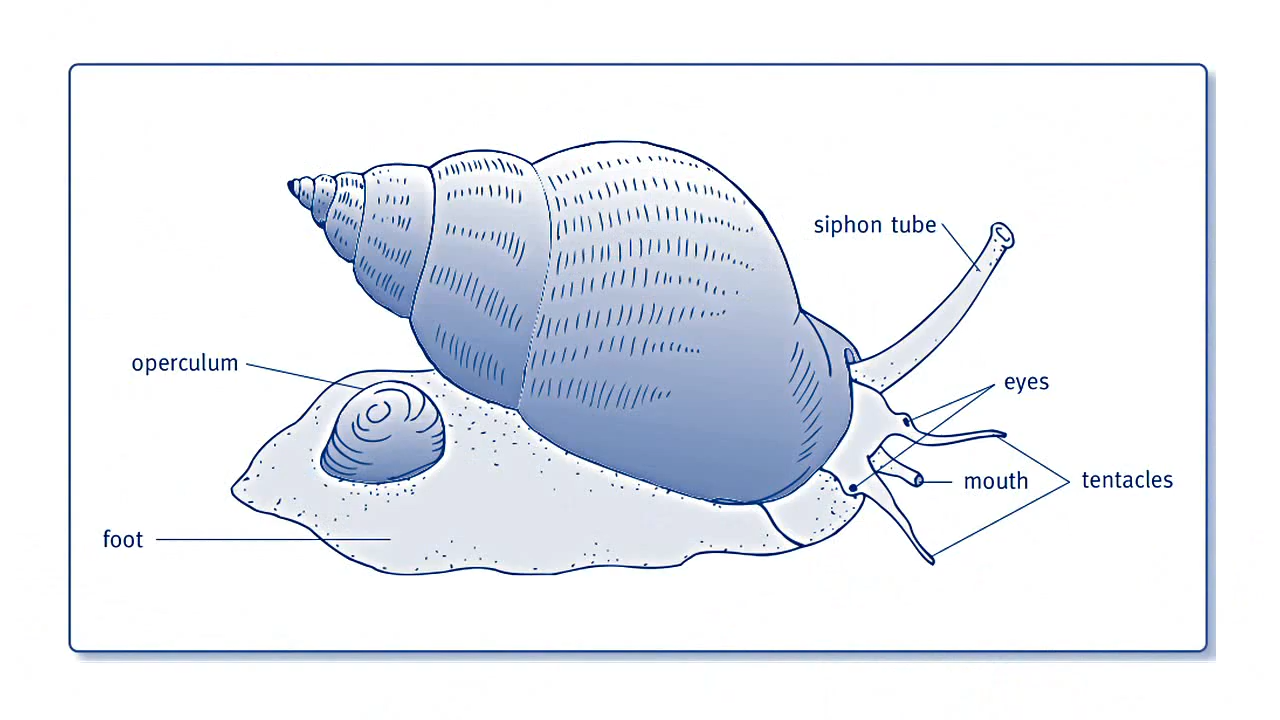 siphon tube
operculum
eyes
mouth
tentacles
foot